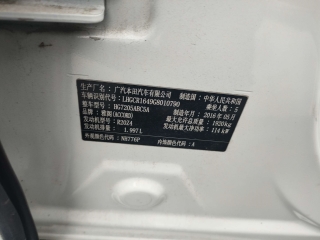 生产厂名：广汽本田汽车有限公司 制造国：中华人民共和国
车辆识别代号：LHGCR1649G8010790 乘坐人数：5
整车型号：HG7205ABC5A 制造年月：2016年05月
品牌：雅阁(ACCORD) 最大允许总质量：1920kg
发动机型号：R20Z4 发动机最大净功率：
发动机排量：1.997L 114kW
外观颜色代码：NH778P 内饰颜色代码：A